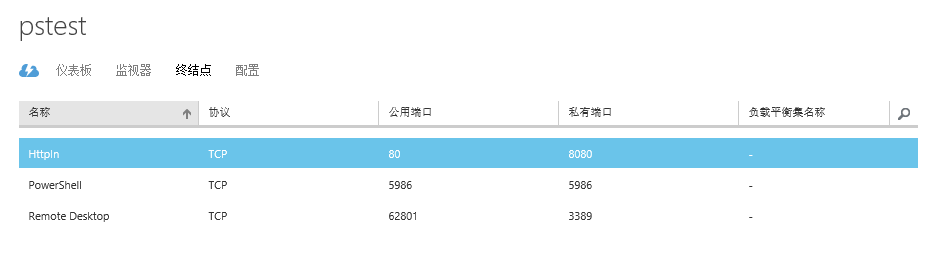 pstest
仪表板 监视器 终结点 配置
名称 协议 公用端口 私有端口 负载平衡集名称
HttpIn TCP 80 8080 -
PowerShell TCP 5986 5986 -
Remote Desktop TCP 62801 3389 -